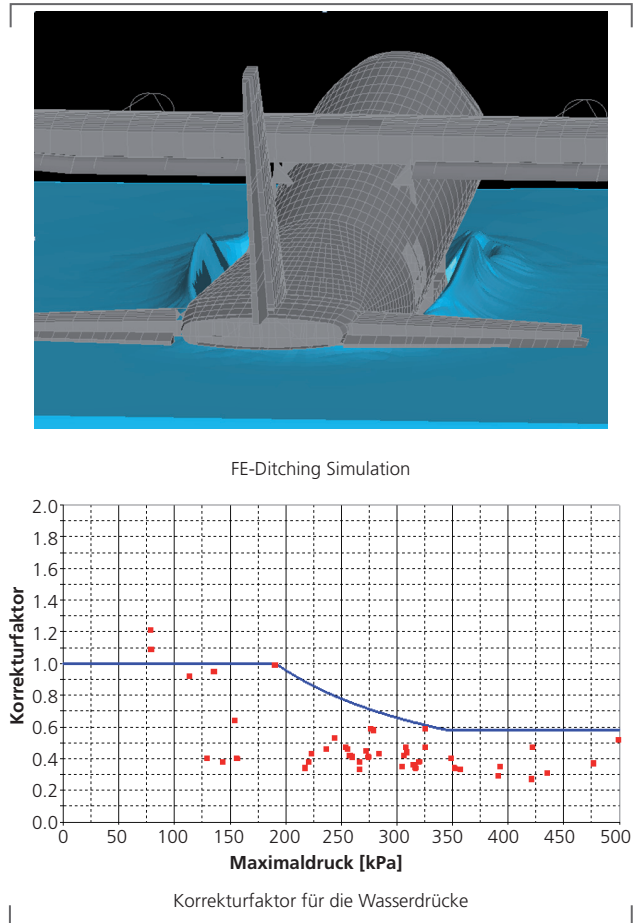 FE-Ditching Simulation
2.0
1.8
1.6
1.4
1.2
1.0
0.8
0.6
0.4
0.2
0.0
Korrekturfaktor
0 50 100 150 200 250 300 350 400 450 500
Maximaldruck [kPa]
Korrekturfaktor für die Wasserdrücke